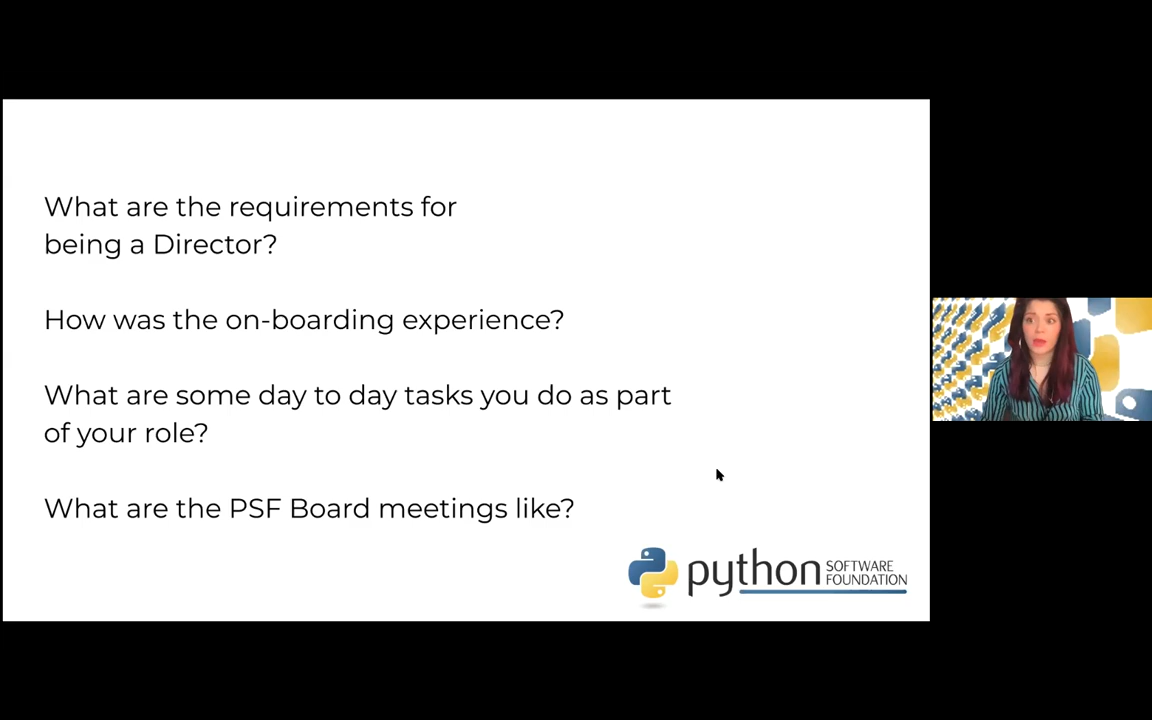 What are the requirements for
being a Director?
How was the on-boarding experience?
What are some day to day tasks you do as part
of your role?
What are the PSF Board meetings like?
python SOFTWARE
FOUNDATION